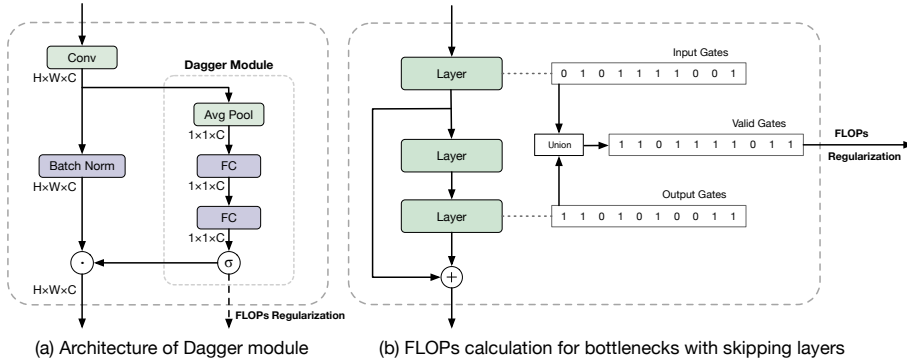 Conv
H×W×C
Dagger Module
Avg Pool
1×1×C
Batch Norm
H×W×C
FC
1×1×C
FC
1×1×C
·
σ
H×W×C
FLOPs Regularization
(a) Architecture of Dagger module
Layer
Input Gates
0 1 0 1 1 1 1 0 0 1
Layer
Union
Valid Gates
1 1 0 1 1 1 1 0 1 1
FLOPs
Regularization
Layer
Output Gates
1 1 0 1 0 1 0 0 1 1
+
(b) FLOPs calculation for bottlenecks with skipping layers